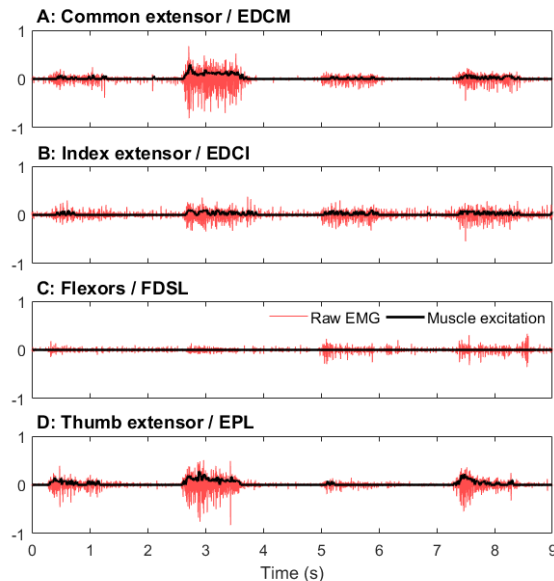 A: Common extensor / EDCM
1
0
-1
B: Index extensor / EDCI
1
0
-1
C: Flexors / FDSL
1
Raw EMG Muscle excitation
0
-1
D: Thumb extensor / EPL
1
0
-1
0 1 2 3 4 5 6 7 8 9
Time (s)